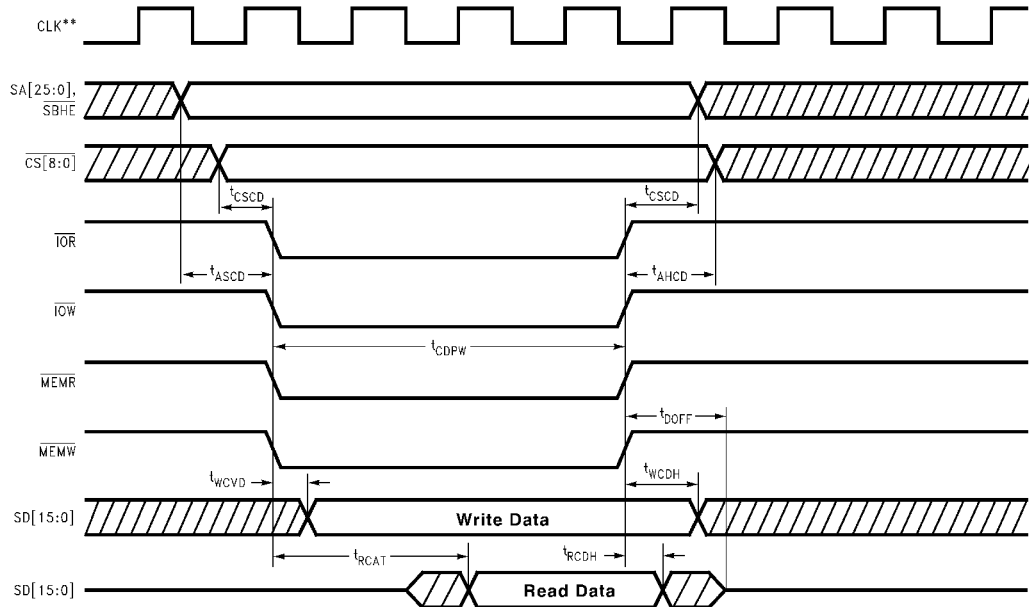 CLK**
SA[25:0],
SBHE
CS[8:0]
tCSCD
tCSCD
IOR
tASCD
tAHCD
IOW
tCDPW
MEMR
tDOFF
MEMW
tWCVD
tWCDH
SD[15:0]
Write Data
tRCAT
tRCDH
SD[15:0]
Read Data